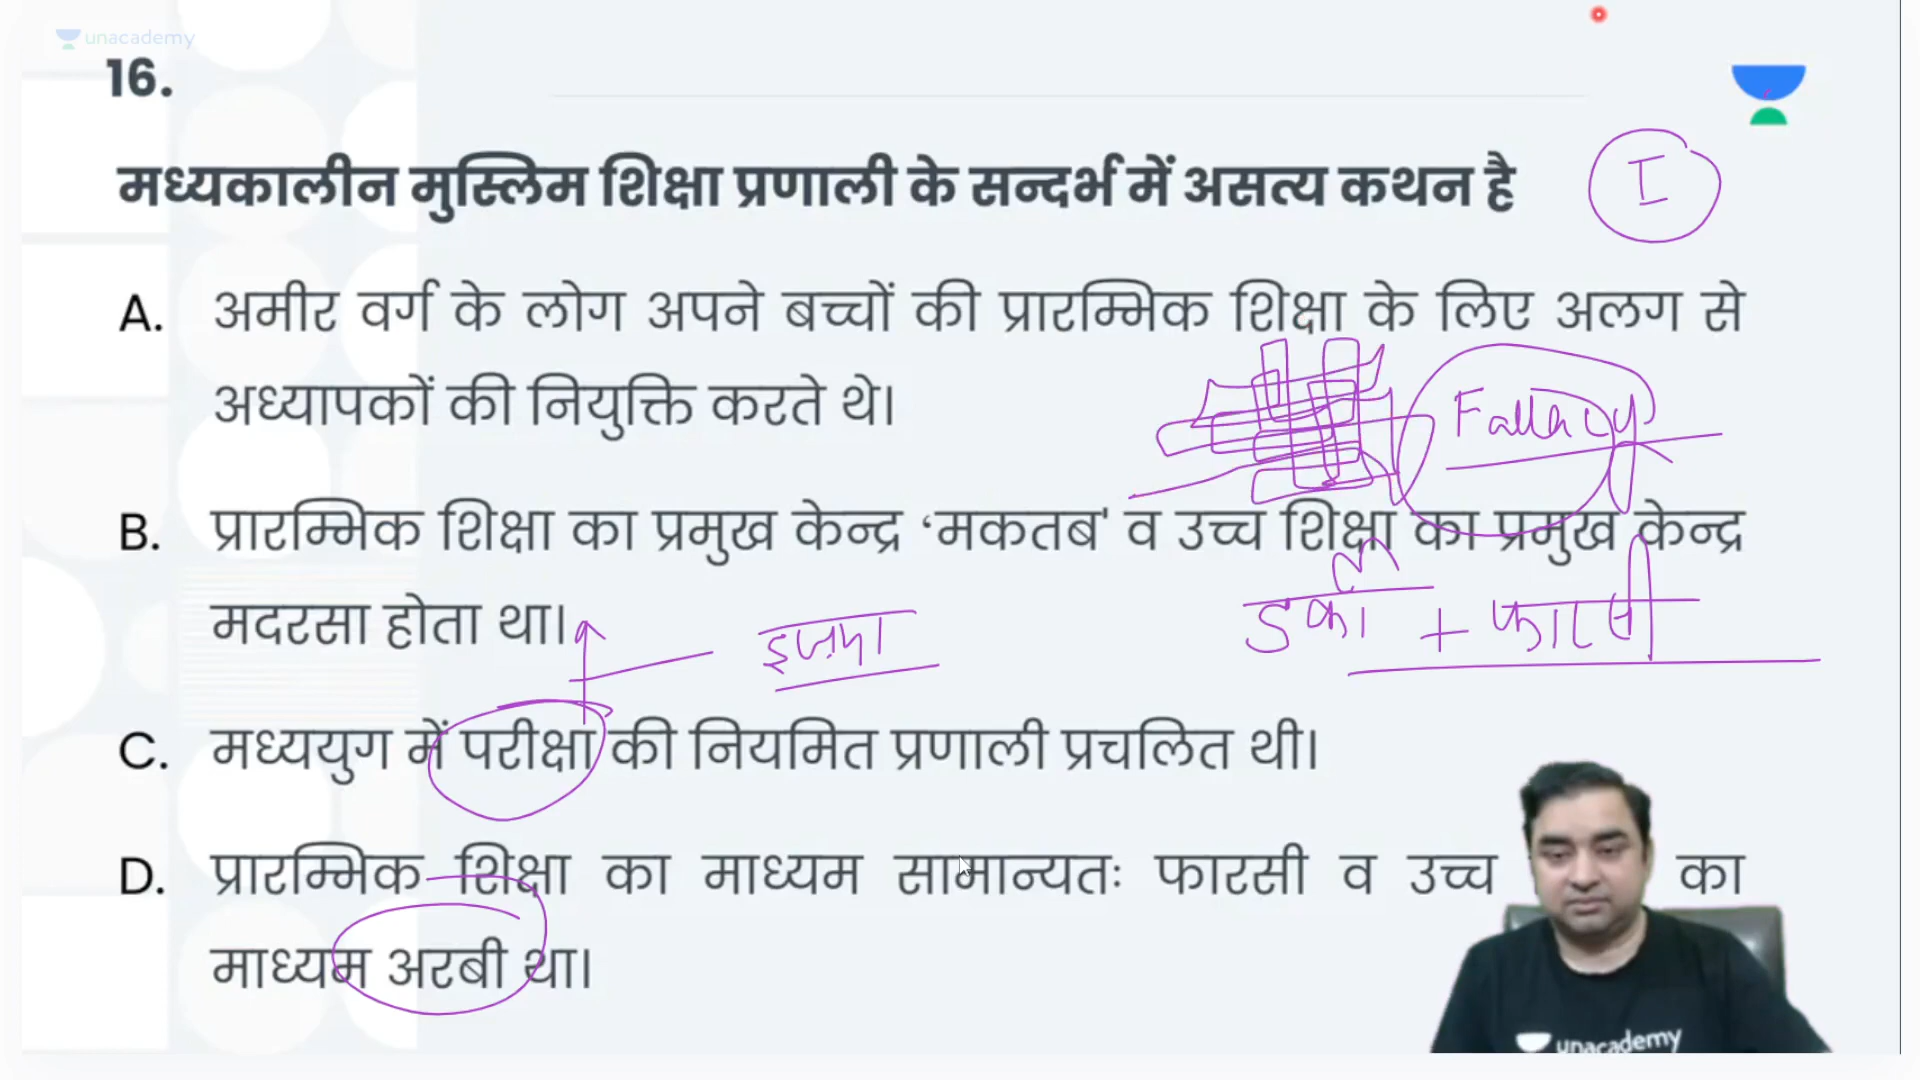 unacademy
16.
मध्यकालीन मुस्लिम शिक्षा प्रणाली के सन्दर्भ में असत्य कथन है
I
A. अमीर वर्ग के लोग अपने बच्चों की प्रारम्भिक शिक्षा के लिए अलग से
अध्यापकों की नियुक्ति करते थे।
Fallacy
B. प्रारम्भिक शिक्षा का प्रमुख केन्द्र ‘मकतब' व उच्च शिक्षा का प्रमुख केन्द्र
मदरसा होता था।
+
C. मध्ययुग में परीक्षा की नियमित प्रणाली प्रचलित थी।
D. प्रारम्भिक शिक्षा का माध्यम सामान्यतः फारसी व उच्च का
माध्यम अरबी था।
unacademy